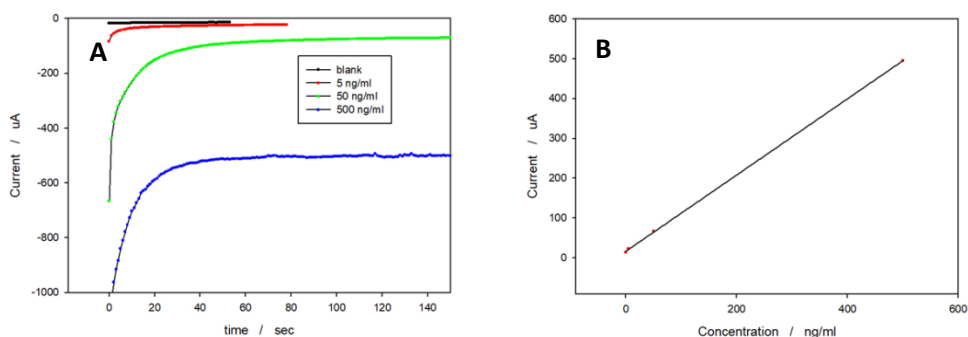 A
0
-200
-400
-600
-800
-1000
Current / uA
0 20 40 60 80 100 120 140
time / sec
blank
5 ng/ml
50 ng/ml
500 ng/ml
B
600
500
400
300
200
100
0
Current / uA
0 200 400 600
Concentration / ng/ml